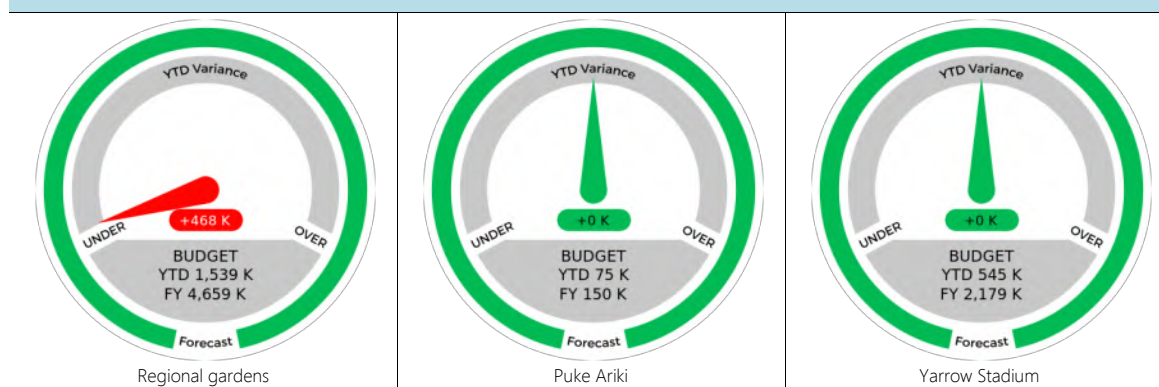 YTD Variance
+468 K
UNDER
OVER
BUDGET
YTD 1,539 K
FY 4,659 K
Forecast
Regional gardens
YTD Variance
+0 K
UNDER
OVER
BUDGET
YTD 75 K
FY 150 K
Forecast
Puke Ariki
YTD Variance
+0 K
UNDER
OVER
BUDGET
YTD 545 K
FY 2,179 K
Forecast
Yarrow Stadium